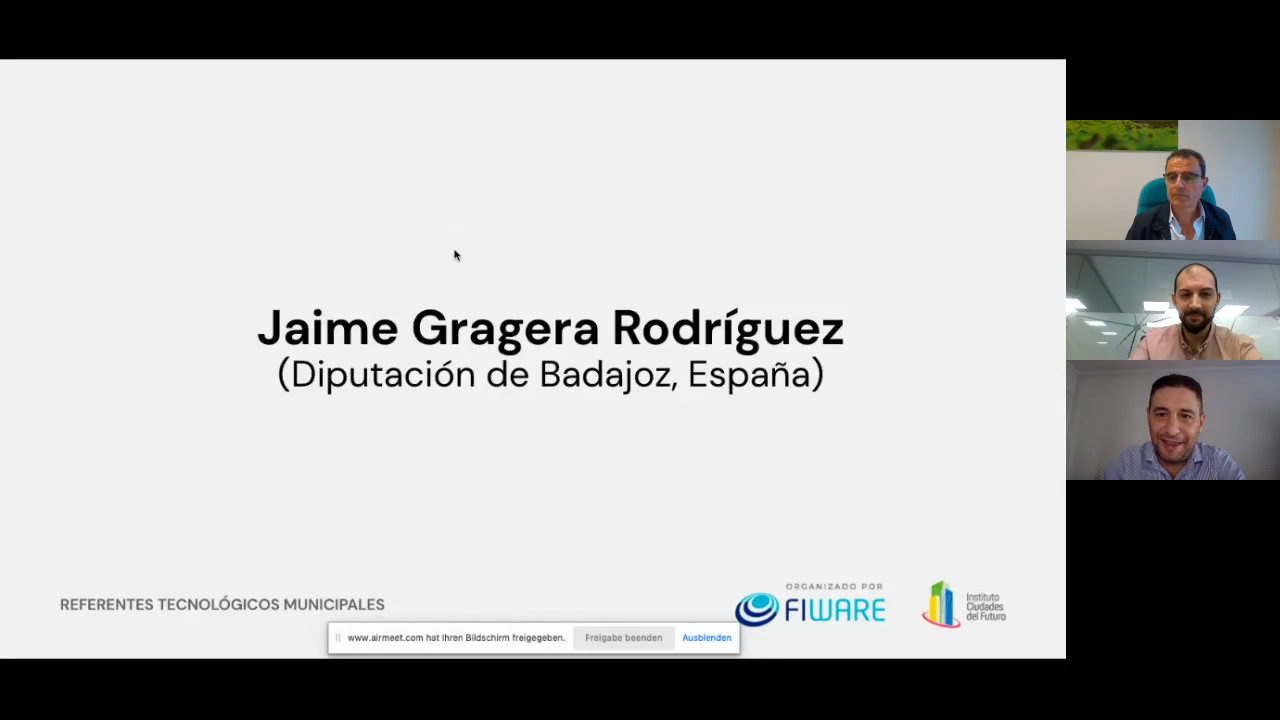 Jaime Gragera Rodríguez
(Diputación de Badajoz, España)
REFERENTES TECNOLÓGICOS MUNICIPALES
ORGANIZADO POR
FIWARE
Instituto
Ciudades
del Futuro
www.airmeet.com hat Ihren Bildschirm freigegeben.
Freigabe beenden
Ausblenden